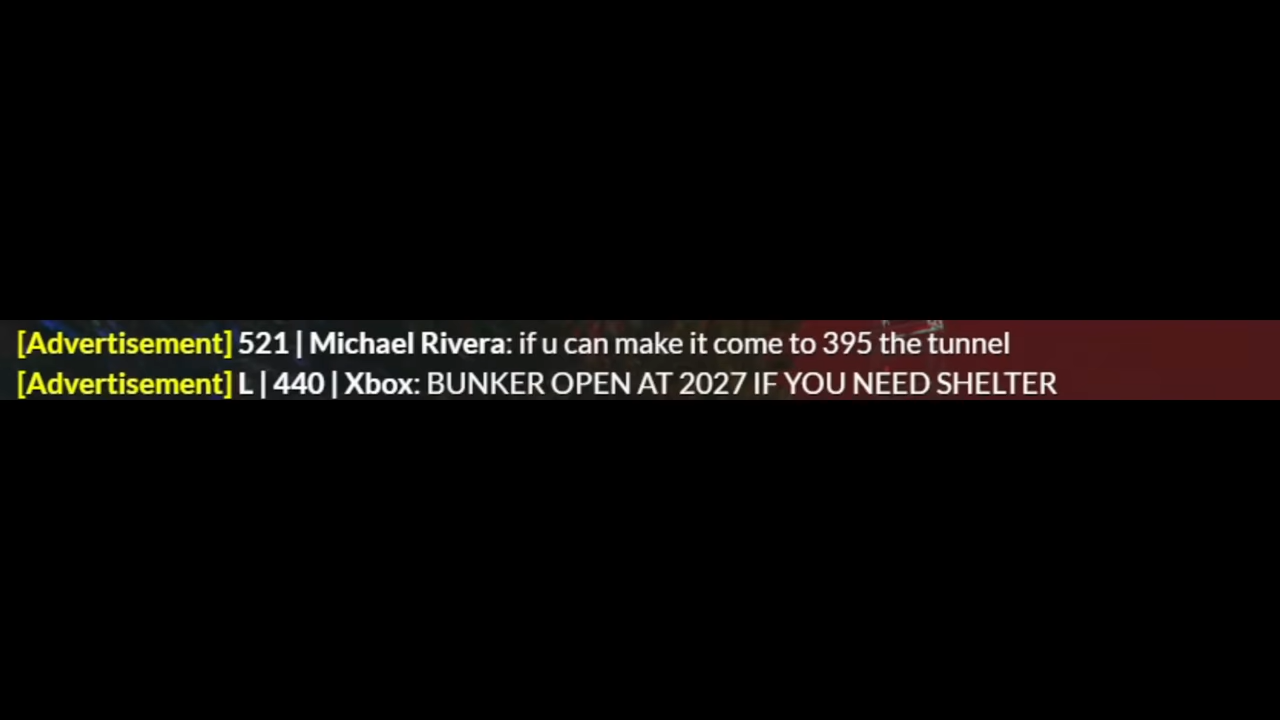 [Advertisement] 521 | Michael Rivera: if u can make it come to 395 the tunnel
[Advertisement] L | 440 | Xbox: BUNKER OPEN AT 2027 IF YOU NEED SHELTER